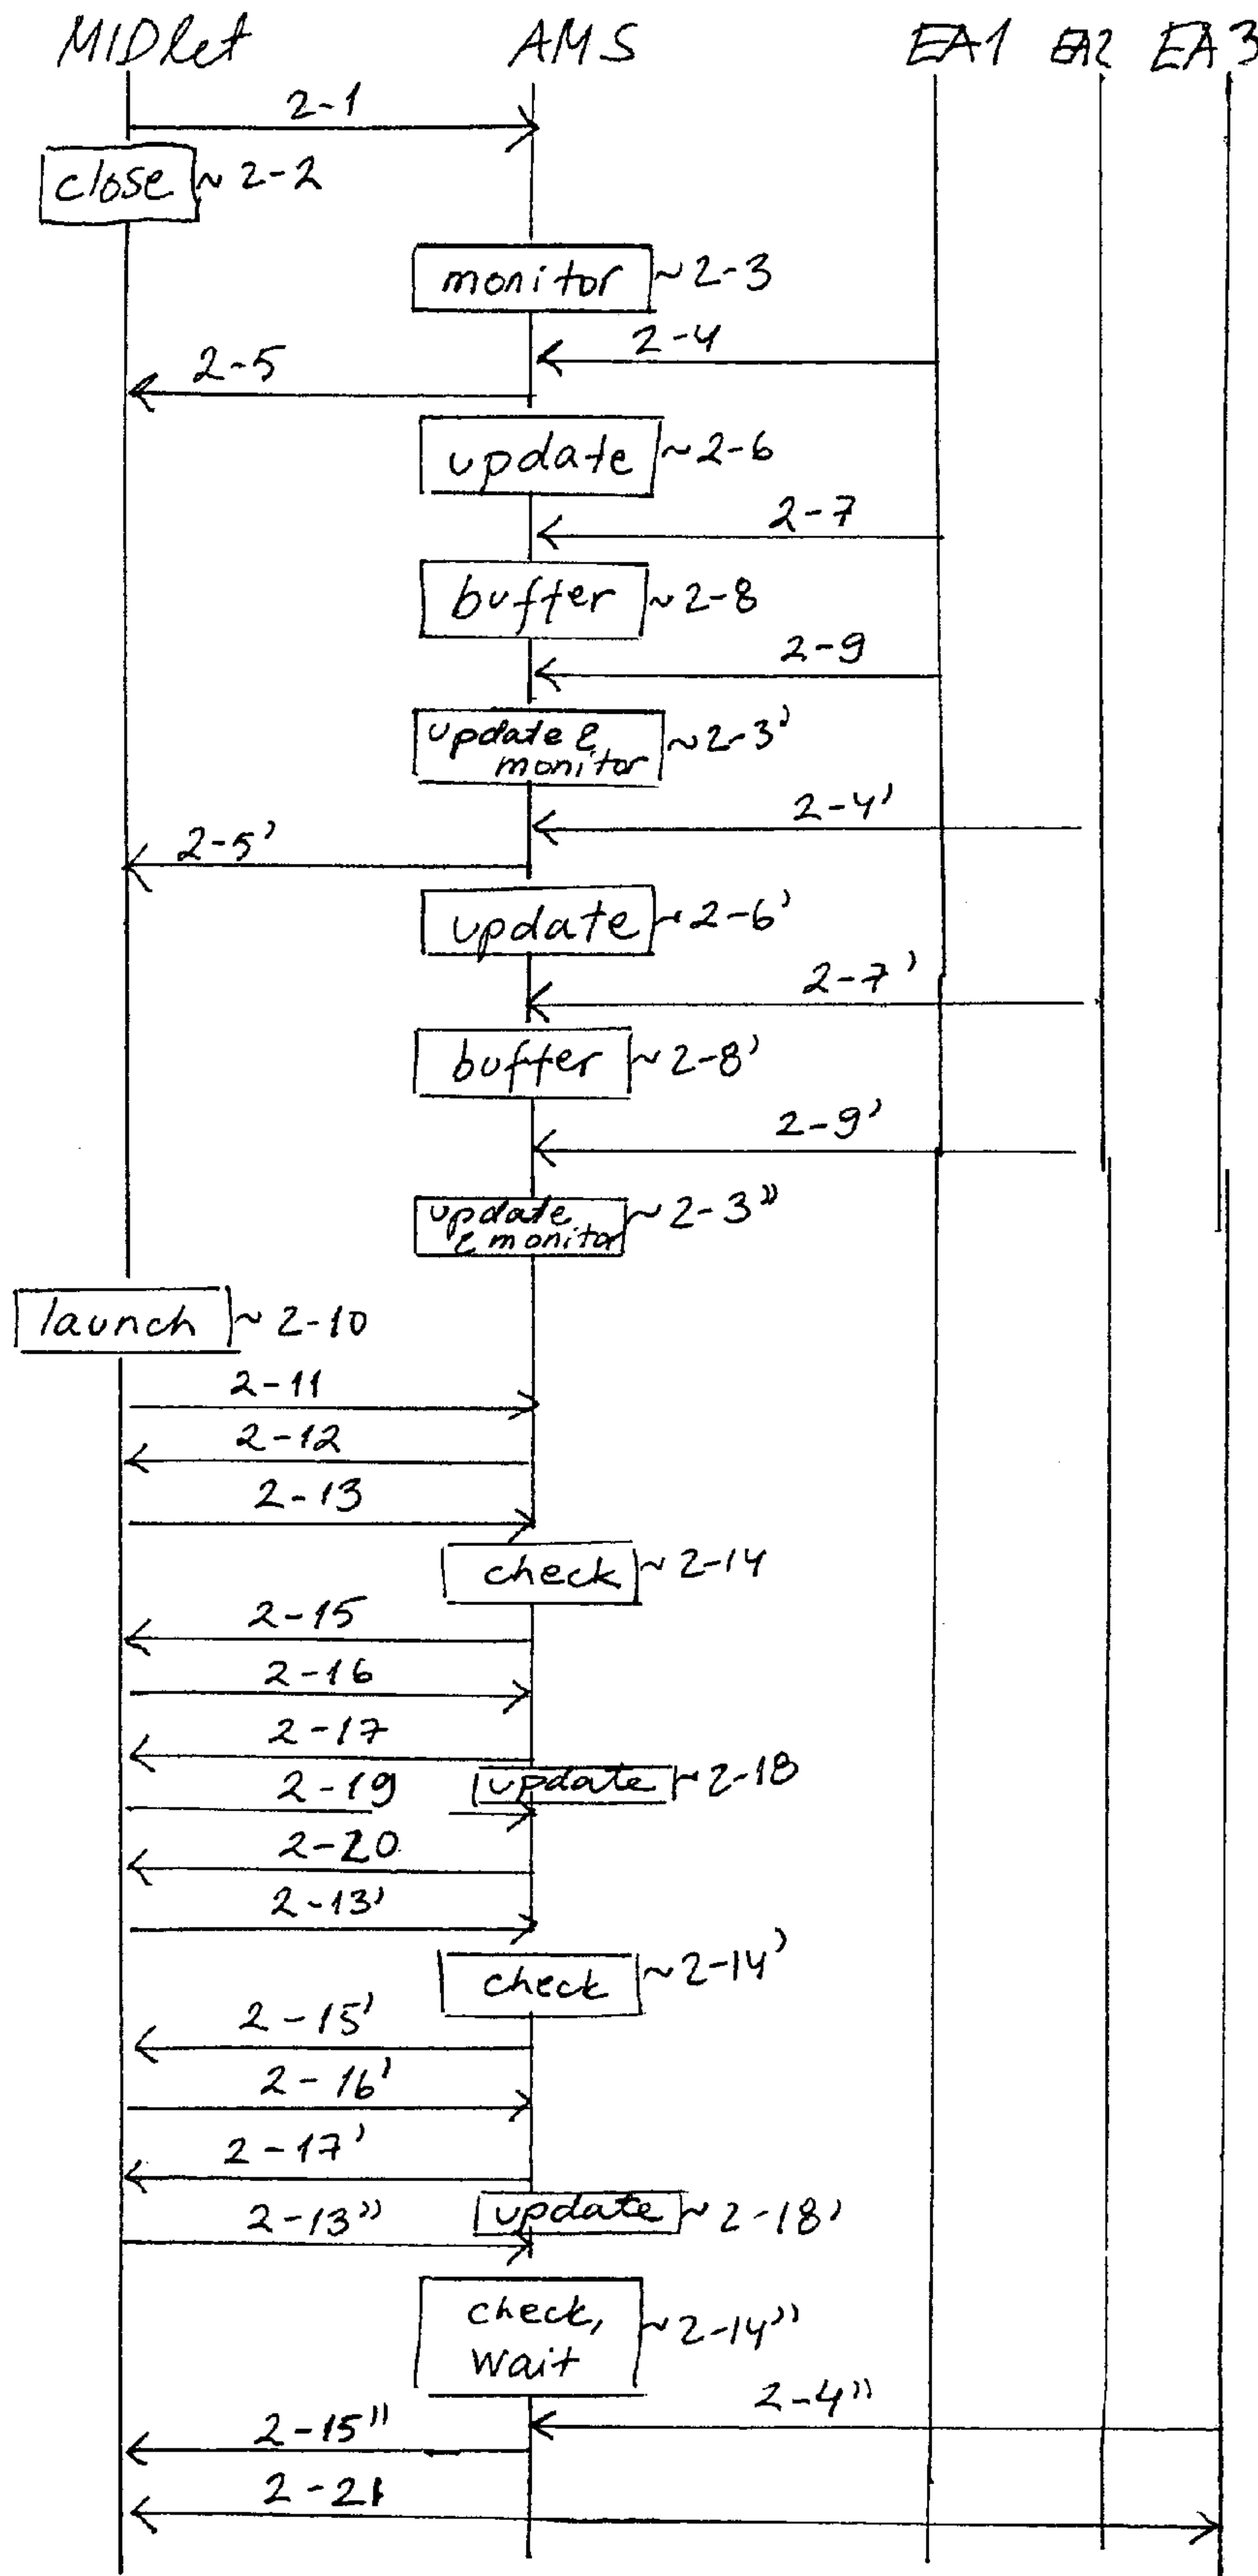 MIDlet AMS EA1 EA2 EA3
2-1
close ~2-2
monitor ~2-3
2-4
2-5
update ~2-6
2-7
buffer ~2-8
2-9
update &
monitor ~2-3'
2-4'
2-5'
update ~2-6'
2-7'
buffer ~2-8'
2-9'
update
& monitor ~2-3''
launch ~2-10
2-11
2-12
2-13
check ~2-14
2-15
2-16
2-17
update ~2-18
2-19
2-20
2-13'
check ~2-14'
2-15'
2-16'
2-17'
update ~2-18'
2-13''
check,
wait ~2-14''
2-4''
2-15''
2-21